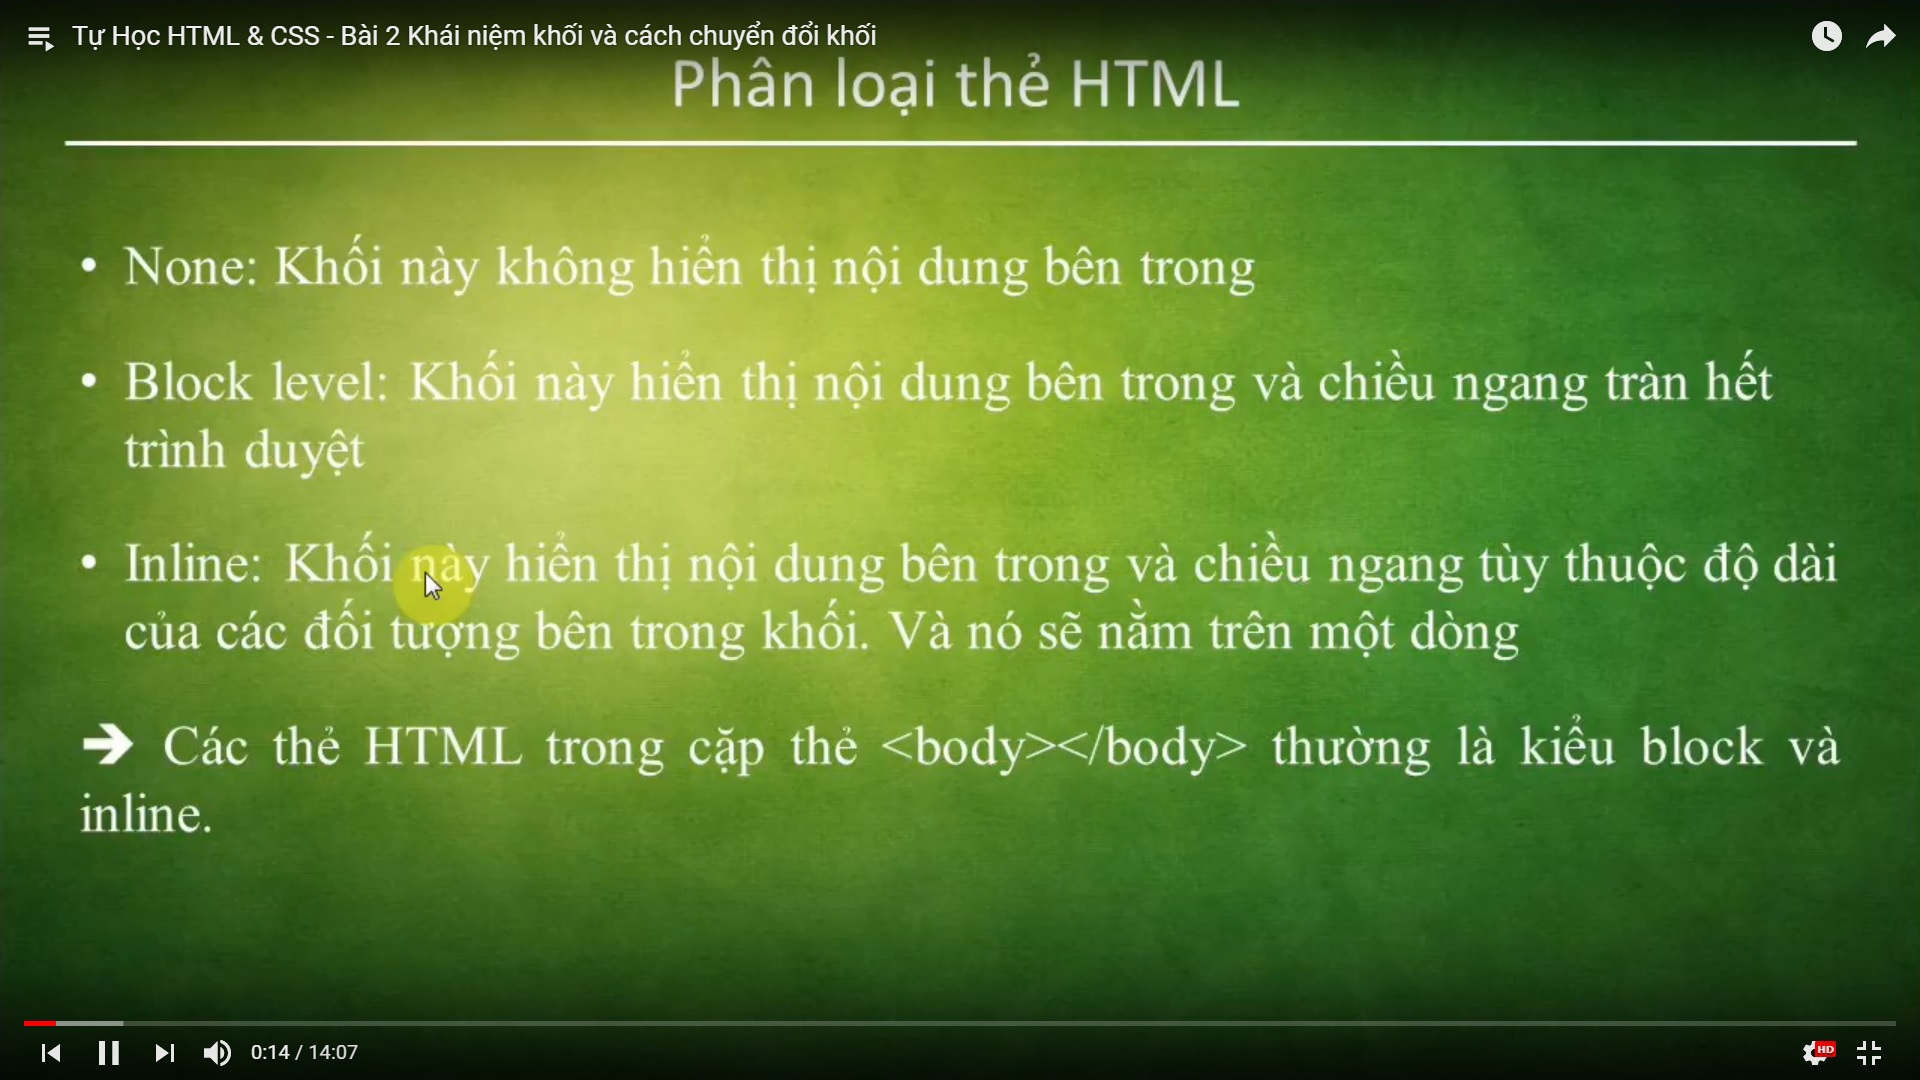 Tự Học HTML & CSS - Bài 2 Khái niệm khối và cách chuyển đổi khối
Phân loại thẻ HTML
• None: Khối này không hiển thị nội dung bên trong
• Block level: Khối này hiển thị nội dung bên trong và chiều ngang tràn hết
trình duyệt
• Inline: Khối này hiển thị nội dung bên trong và chiều ngang tùy thuộc độ dài
của các đối tượng bên trong khối. Và nó sẽ nằm trên một dòng
➔ Các thẻ HTML trong cặp thẻ <body></body> thường là kiểu block và
inline.
0:14 / 14:07
HD